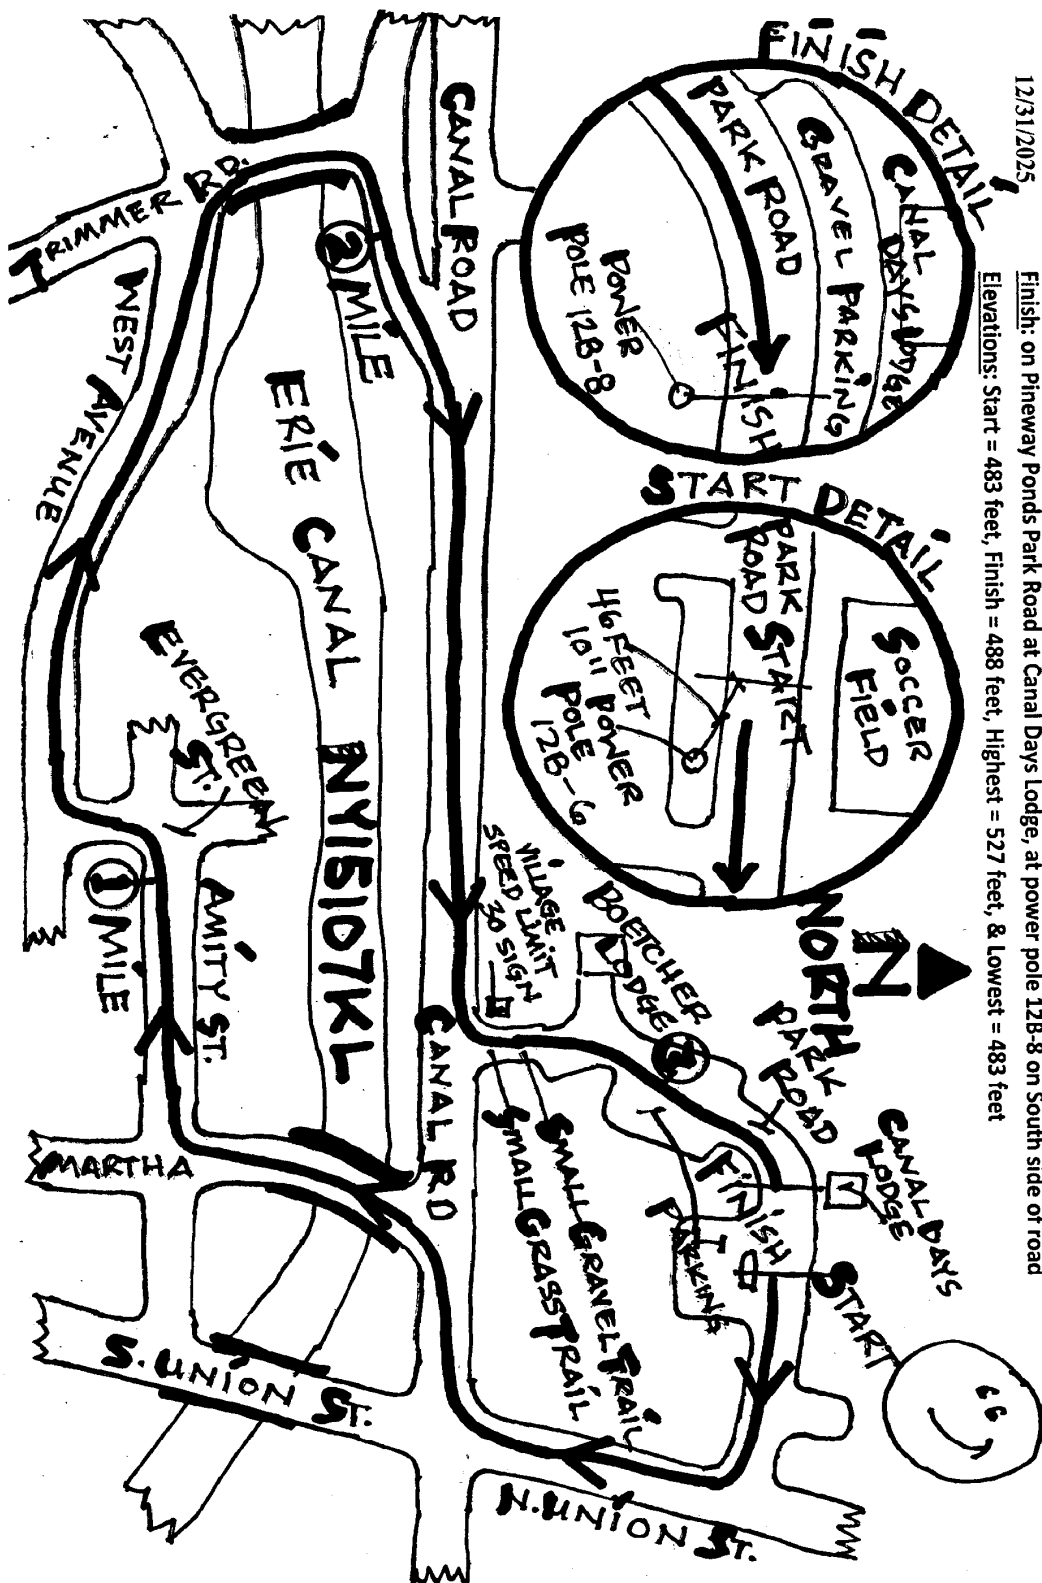 12/31/2025
Finish: on Pineway Ponds Park Road at Canal Days Lodge, at power pole 12B-8 on South side of road
Elevations: Start = 483 feet, Finish = 488 feet, Highest = 527 feet, & Lowest = 483 feet
FINISH DETAIL
CANAL
DAYS LODGE
GRAVEL PARKING
PARK ROAD
FINISH
POWER
POLE 12B-8
START DETAIL
SOCCER
FIELD
PARK
ROAD
START
46 FEET
10" POWER
POLE
12B-6
NORTH
N
CANAL DAYS
LODGE
START
PARK
ROAD
BOETCHER
LODGE
FINISH
PARKING
VILLAGE
SPEED LIMIT
30 SIGN
SMALL GRAVEL TRAIL
SMALL GRASS TRAIL
N. UNION ST.
CANAL ROAD
CANAL RD
2 MILE
ERIE CANAL
NY15107KL
TRIMMER RD.
WEST AVENUE
EVERGREEN
ST.
AMITY ST.
1 MILE
MARTHA
S. UNION ST.